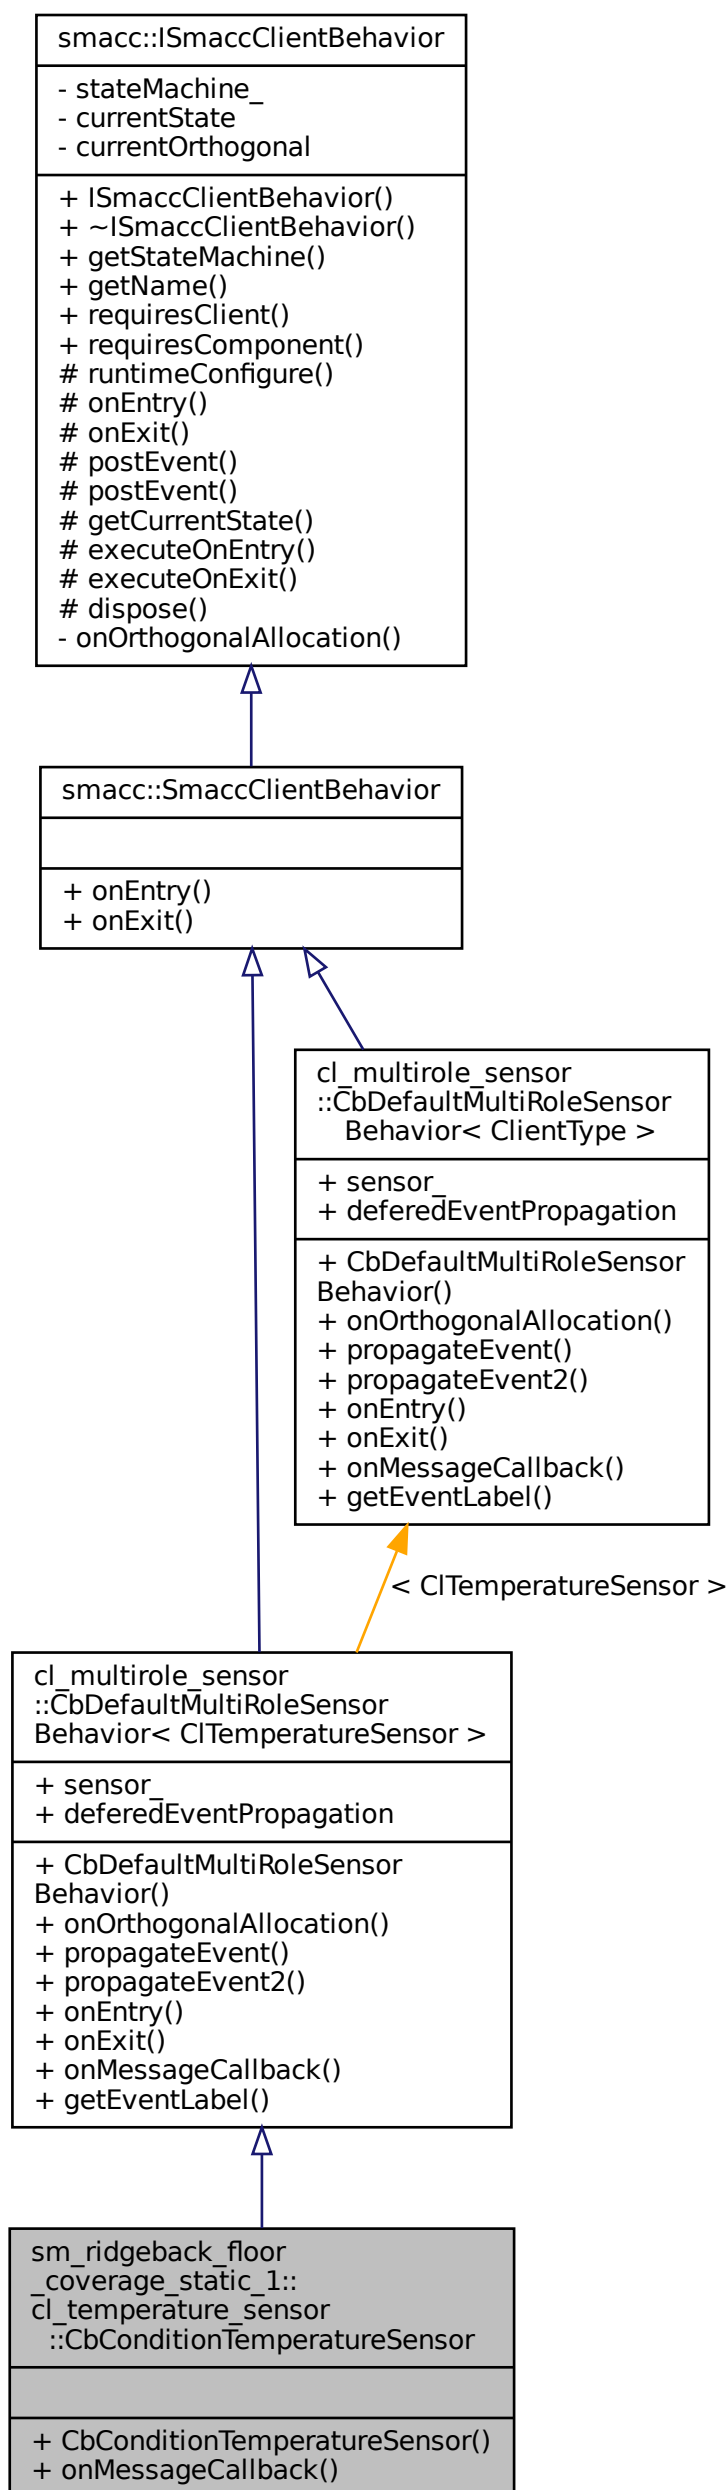 smacc::ISmaccClientBehavior
- stateMachine_
- currentState
- currentOrthogonal
+ ISmaccClientBehavior()
+ ~ISmaccClientBehavior()
+ getStateMachine()
+ getName()
+ requiresClient()
+ requiresComponent()
# runtimeConfigure()
# onEntry()
# onExit()
# postEvent()
# postEvent()
# getCurrentState()
# executeOnEntry()
# executeOnExit()
# dispose()
- onOrthogonalAllocation()
smacc::SmaccClientBehavior
+ onEntry()
+ onExit()
cl_multirole_sensor
::CbDefaultMultiRoleSensor
Behavior< ClientType >
+ sensor_
+ deferedEventPropagation
+ CbDefaultMultiRoleSensor
Behavior()
+ onOrthogonalAllocation()
+ propagateEvent()
+ propagateEvent2()
+ onEntry()
+ onExit()
+ onMessageCallback()
+ getEventLabel()
< ClTemperatureSensor >
cl_multirole_sensor
::CbDefaultMultiRoleSensor
Behavior< ClTemperatureSensor >
+ sensor_
+ deferedEventPropagation
+ CbDefaultMultiRoleSensor
Behavior()
+ onOrthogonalAllocation()
+ propagateEvent()
+ propagateEvent2()
+ onEntry()
+ onExit()
+ onMessageCallback()
+ getEventLabel()
sm_ridgeback_floor
_coverage_static_1::
cl_temperature_sensor
::CbConditionTemperatureSensor
+ CbConditionTemperatureSensor()
+ onMessageCallback()